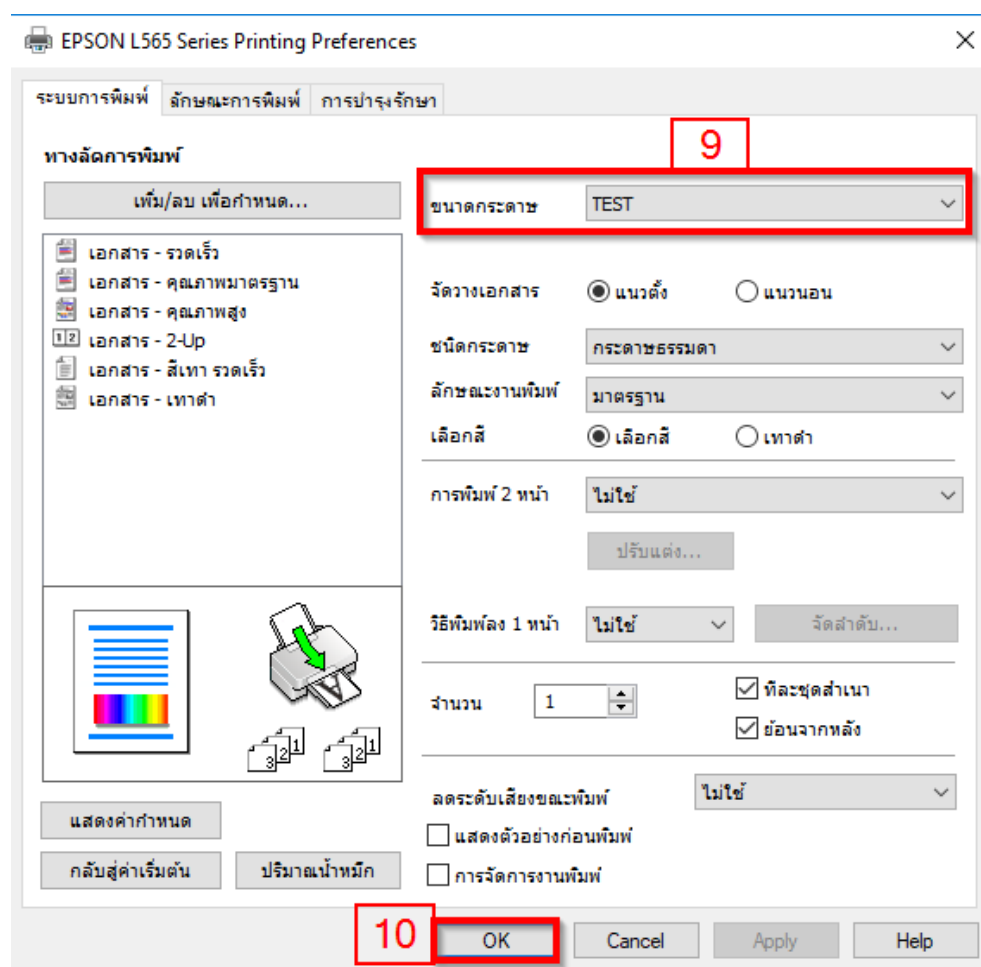 EPSON L565 Series Printing Preferences
ระบบการพิมพ์ ลักษณะการพิมพ์ การบำรุงรักษา
9
ทางลัดการพิมพ์
เพิ่ม/ลบ เพื่อกำหนด...
เอกสาร - รวดเร็ว
เอกสาร - คุณภาพมาตรฐาน
เอกสาร - คุณภาพสูง
1 2 เอกสาร - 2-Up
เอกสาร - สีเทา รวดเร็ว
เอกสาร - เทาดำ
ขนาดกระดาษ TEST
จัดวางเอกสาร แนวตั้ง แนวนอน
ชนิดกระดาษ กระดาษธรรมดา
ลักษณะงานพิมพ์ มาตรฐาน
เลือกสี เลือกสี เทาดำ
การพิมพ์ 2 หน้า ไม่ใช้
ปรับแต่ง...
วิธีพิมพ์ลง 1 หน้า ไม่ใช้ จัดลำดับ...
จำนวน 1 ทีละชุดสำเนา
ย้อนจากหลัง
3 2 1 3 2 1
ลดระดับเสียงขณะพิมพ์ ไม่ใช้
แสดงตัวอย่างก่อนพิมพ์
การจัดการงานพิมพ์
แสดงค่ากำหนด
กลับสู่ค่าเริ่มต้น ปริมาณน้ำหมึก
10 OK Cancel Apply Help